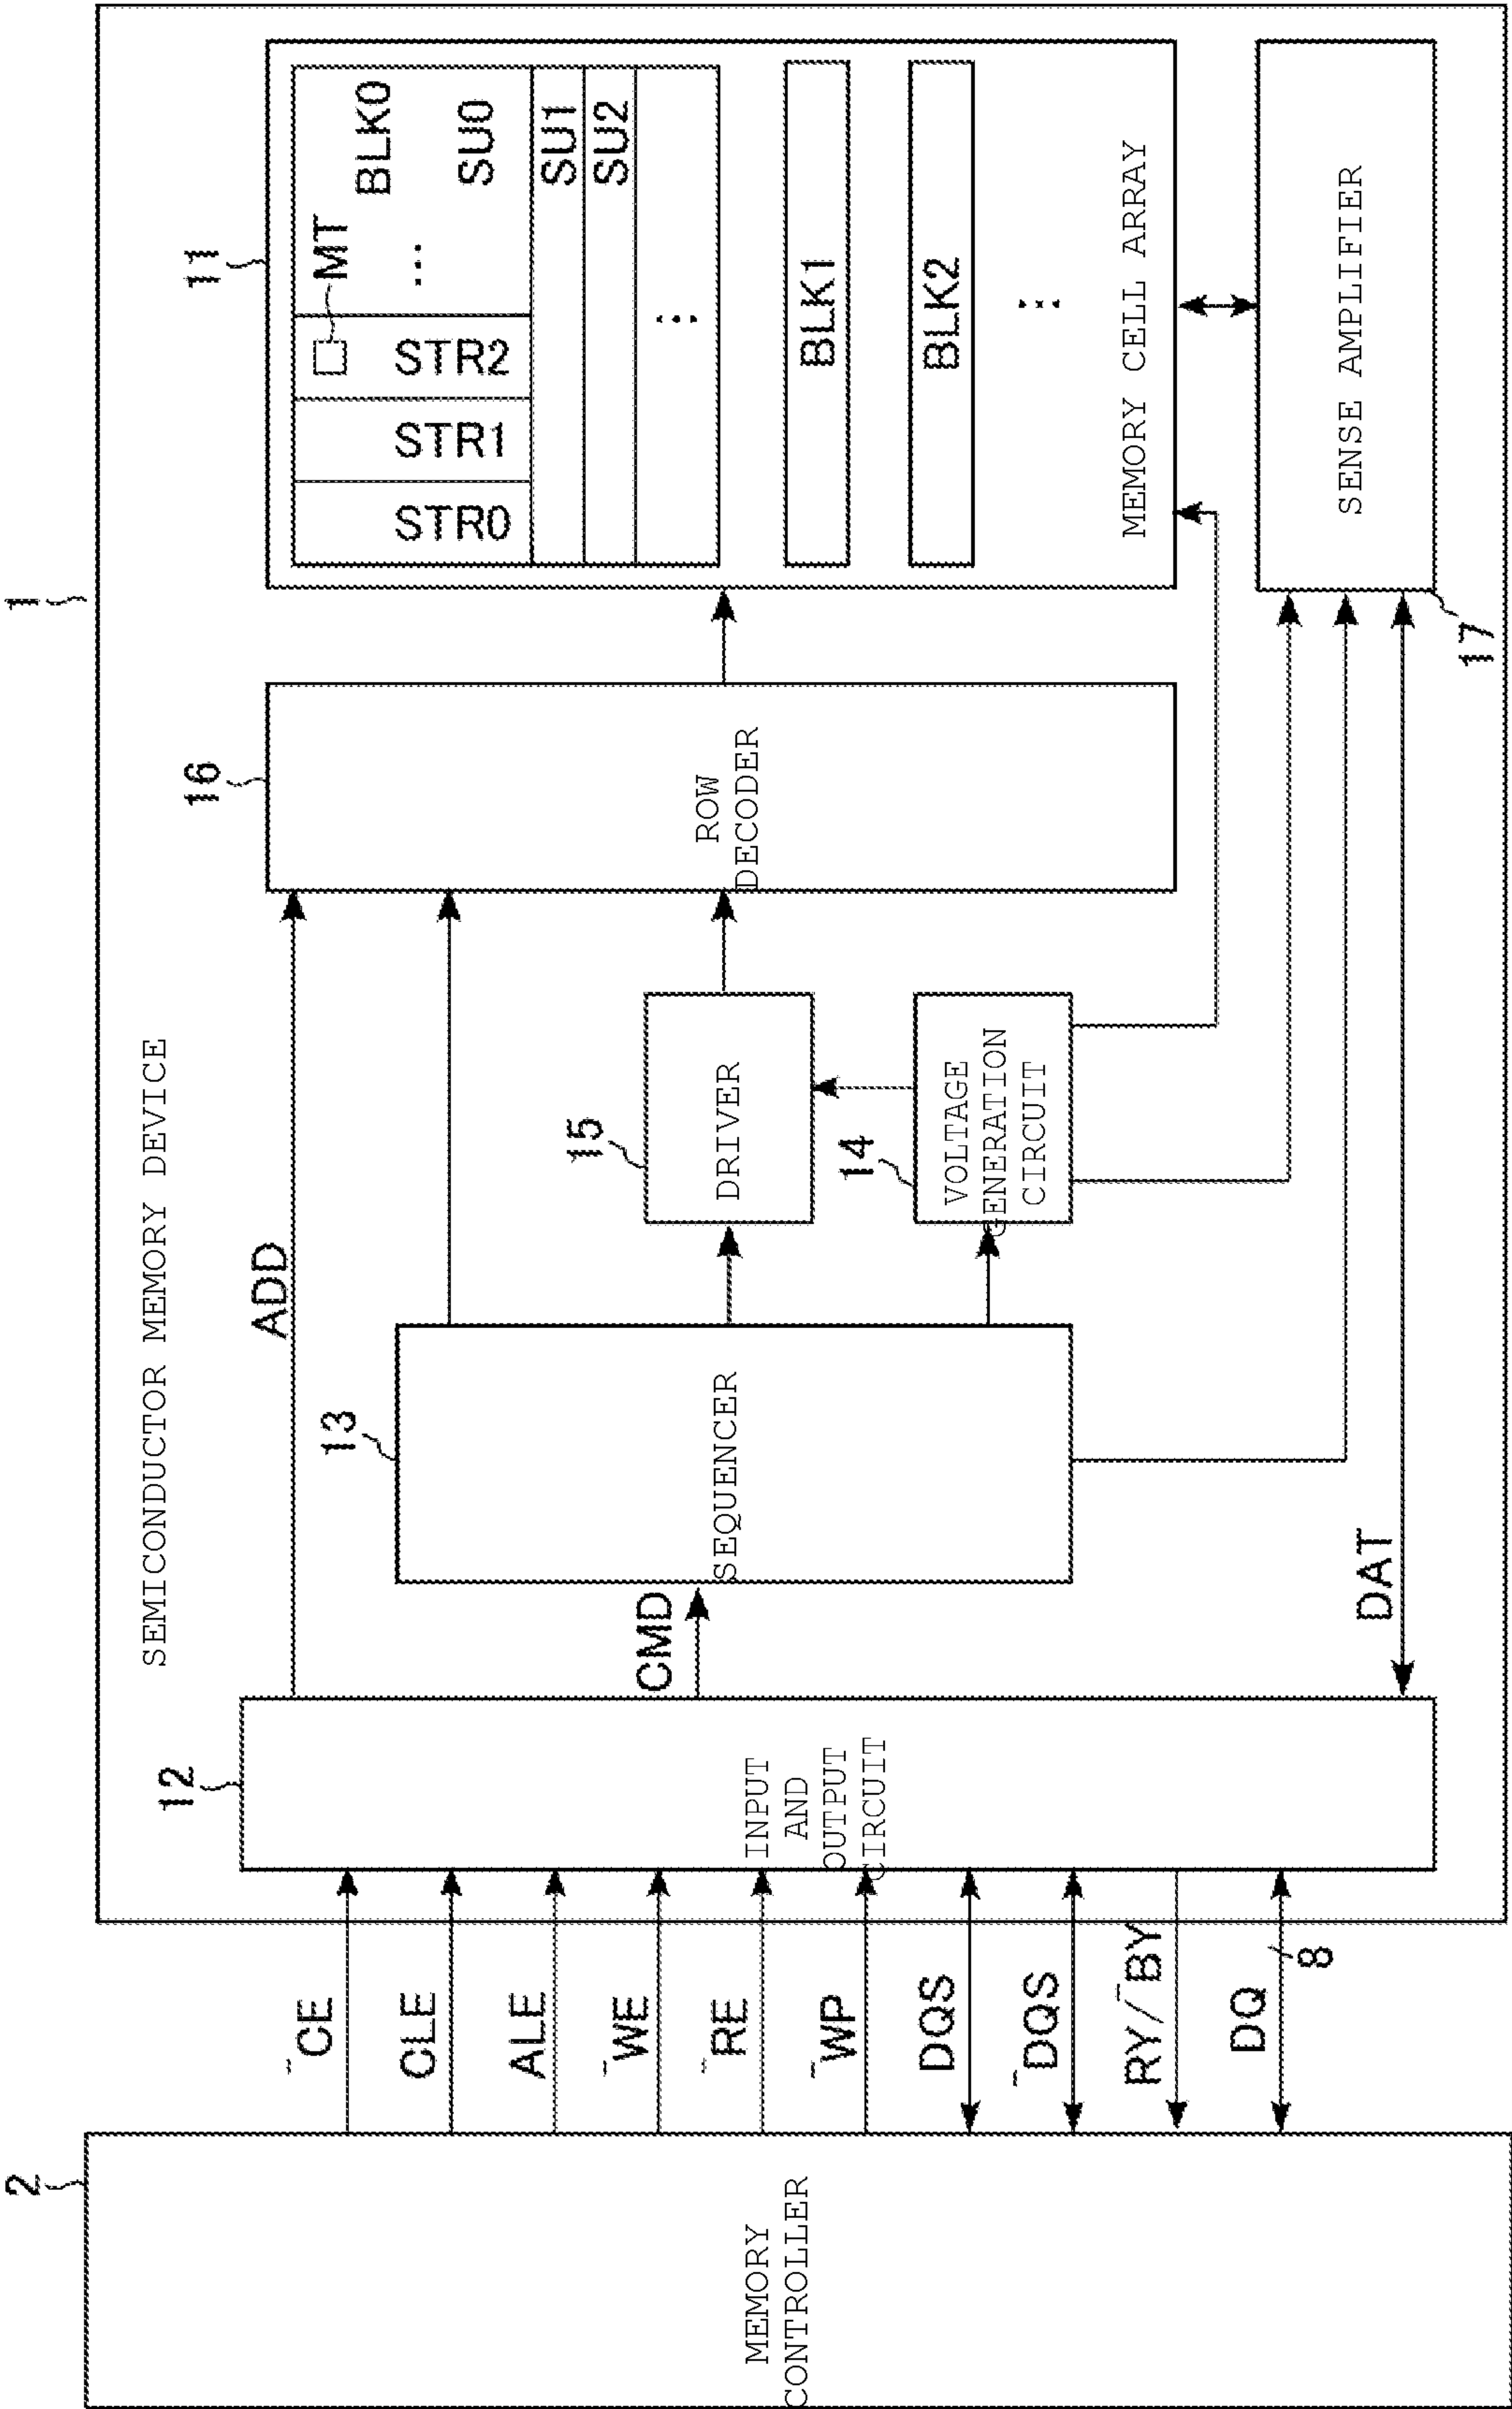 1
SEMICONDUCTOR MEMORY DEVICE
2
MEMORY
CONTROLLER
¯CE
CLE
ALE
¯WE
¯RE
¯WP
DQS
¯DQS
RY/¯BY
DQ
8
12
INPUT
AND
OUTPUT
CIRCUIT
ADD
CMD
DAT
13
SEQUENCER
15
DRIVER
14
VOLTAGE
GENERATION
CIRCUIT
16
ROW
DECODER
11
MT
BLK0
STR0
STR1
STR2
...
SU0
SU1
SU2
⋮
BLK1
BLK2
⋮
MEMORY CELL ARRAY
SENSE AMPLIFIER
17